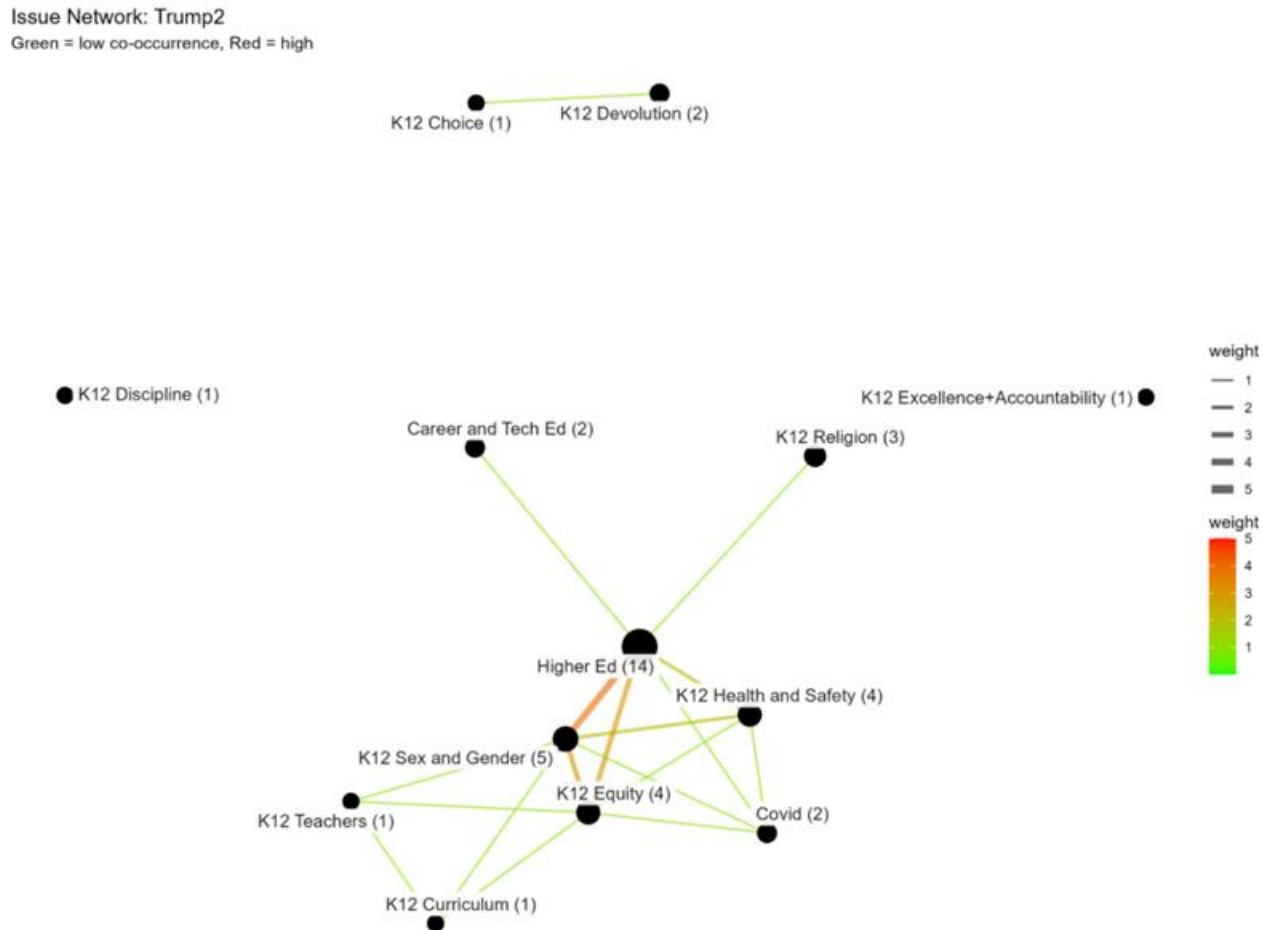 Issue Network: Trump2
Green = low co-occurrence, Red = high
K12 Choice (1)
K12 Devolution (2)
K12 Discipline (1)
K12 Excellence+Accountability (1)
Career and Tech Ed (2)
K12 Religion (3)
Higher Ed (14)
K12 Health and Safety (4)
K12 Sex and Gender (5)
K12 Equity (4)
Covid (2)
K12 Teachers (1)
K12 Curriculum (1)
weight
1
2
3
4
5
weight
5
4
3
2
1